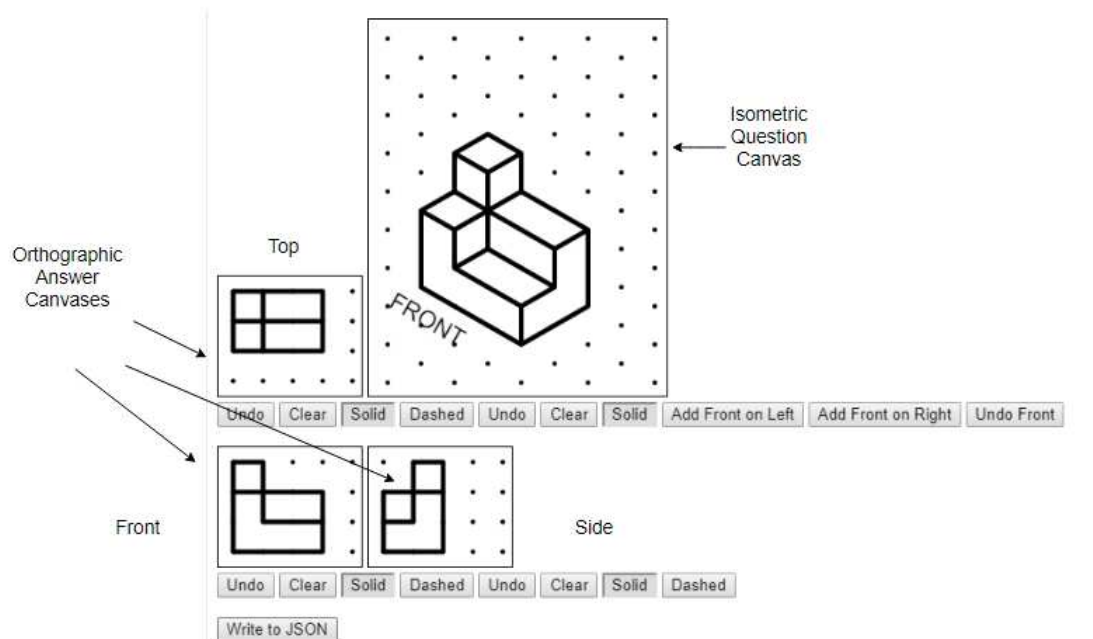 Isometric
Question
Canvas
Top
Orthographic
Answer
Canvases
FRONT
Undo Clear Solid Dashed Undo Clear Solid Add Front on Left Add Front on Right Undo Front
Front
Side
Undo Clear Solid Dashed Undo Clear Solid Dashed
Write to JSON